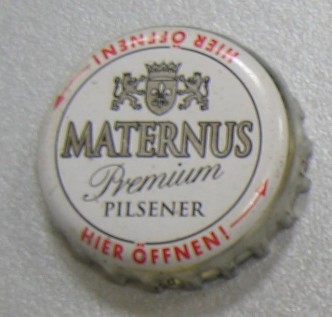 HIER ÖFFNEN!
MATERNUS
Premium
PILSENER
HIER ÖFFNEN!